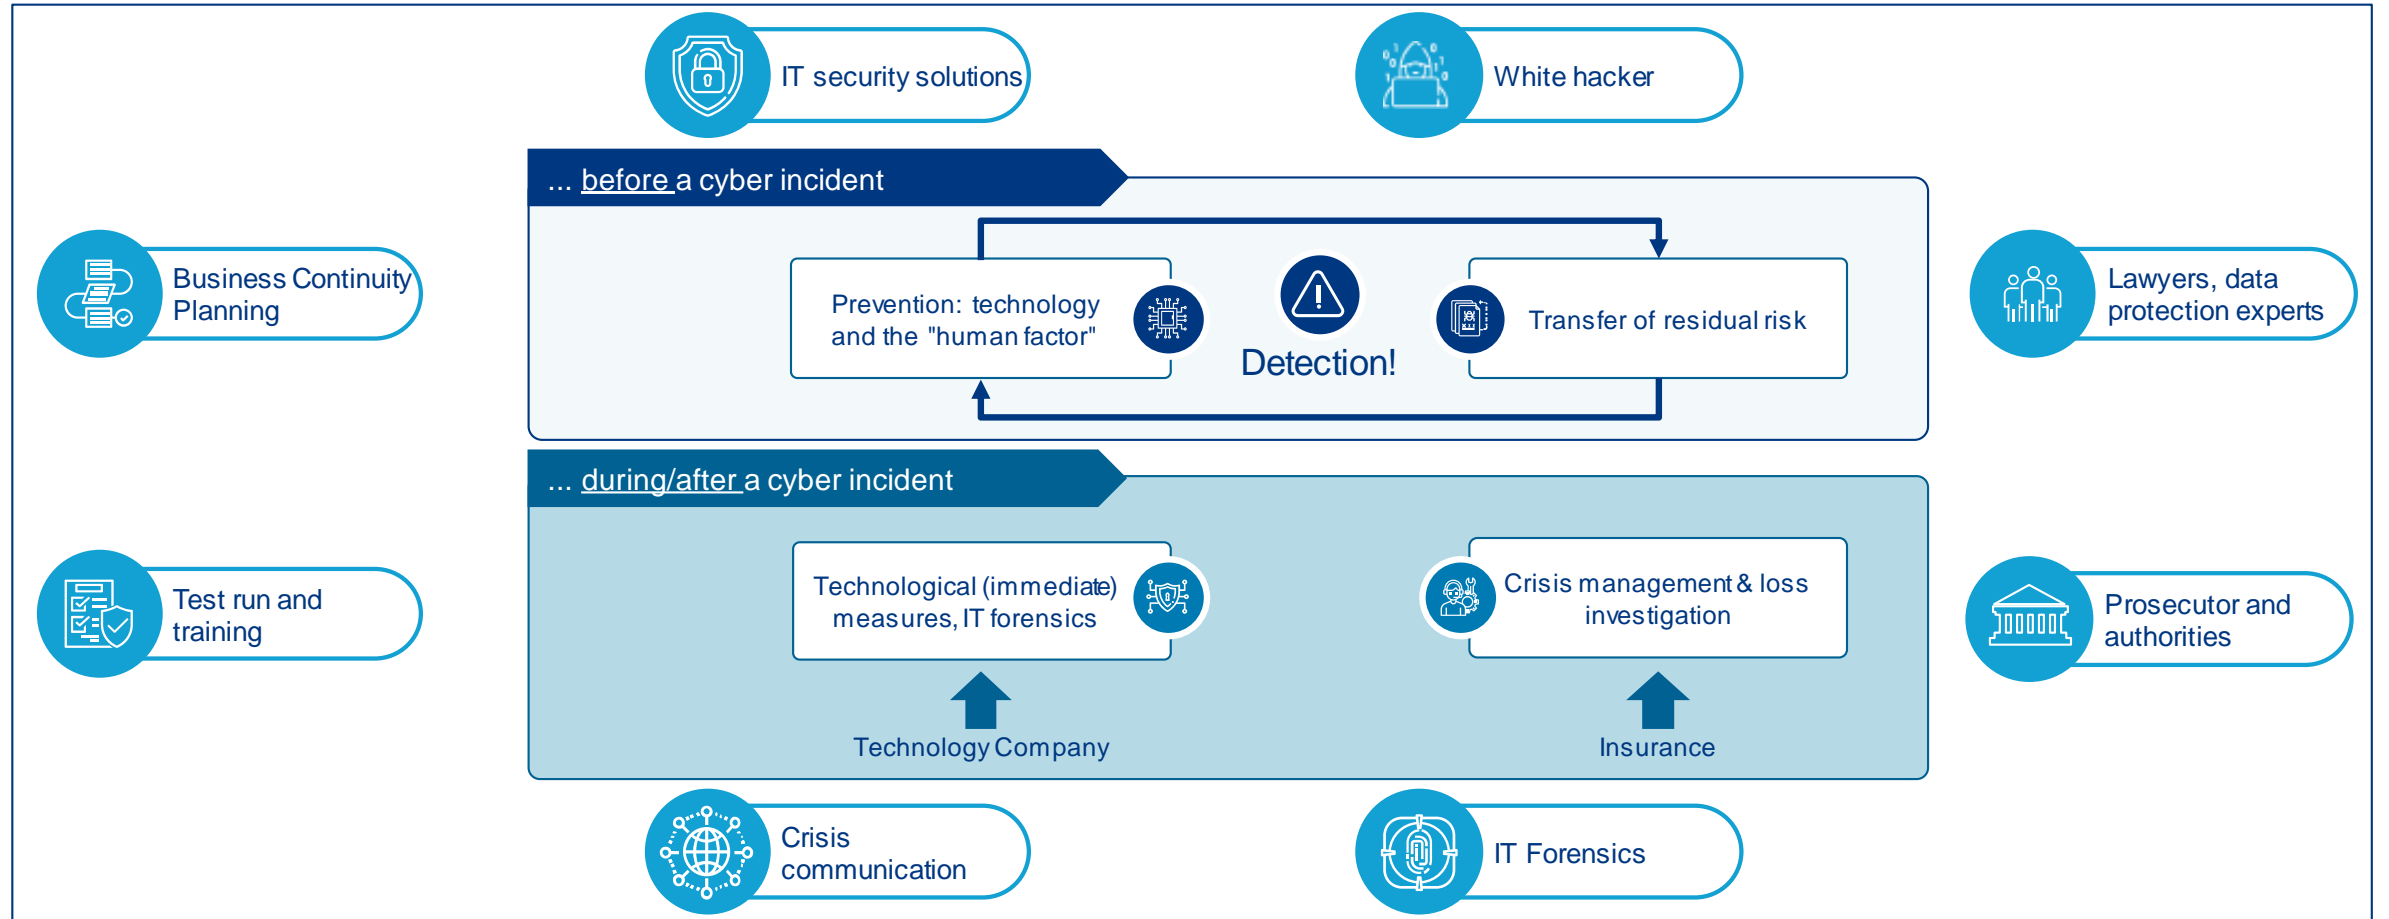 IT security solutions
White hacker
... before a cyber incident
Business Continuity
Planning
Prevention: technology
and the "human factor"
Detection!
Transfer of residual risk
Lawyers, data
protection experts
... during/after a cyber incident
Test run and
training
Technological (immediate)
measures, IT forensics
Crisis management & loss
investigation
Prosecutor and
authorities
Technology Company
Insurance
Crisis
communication
IT Forensics